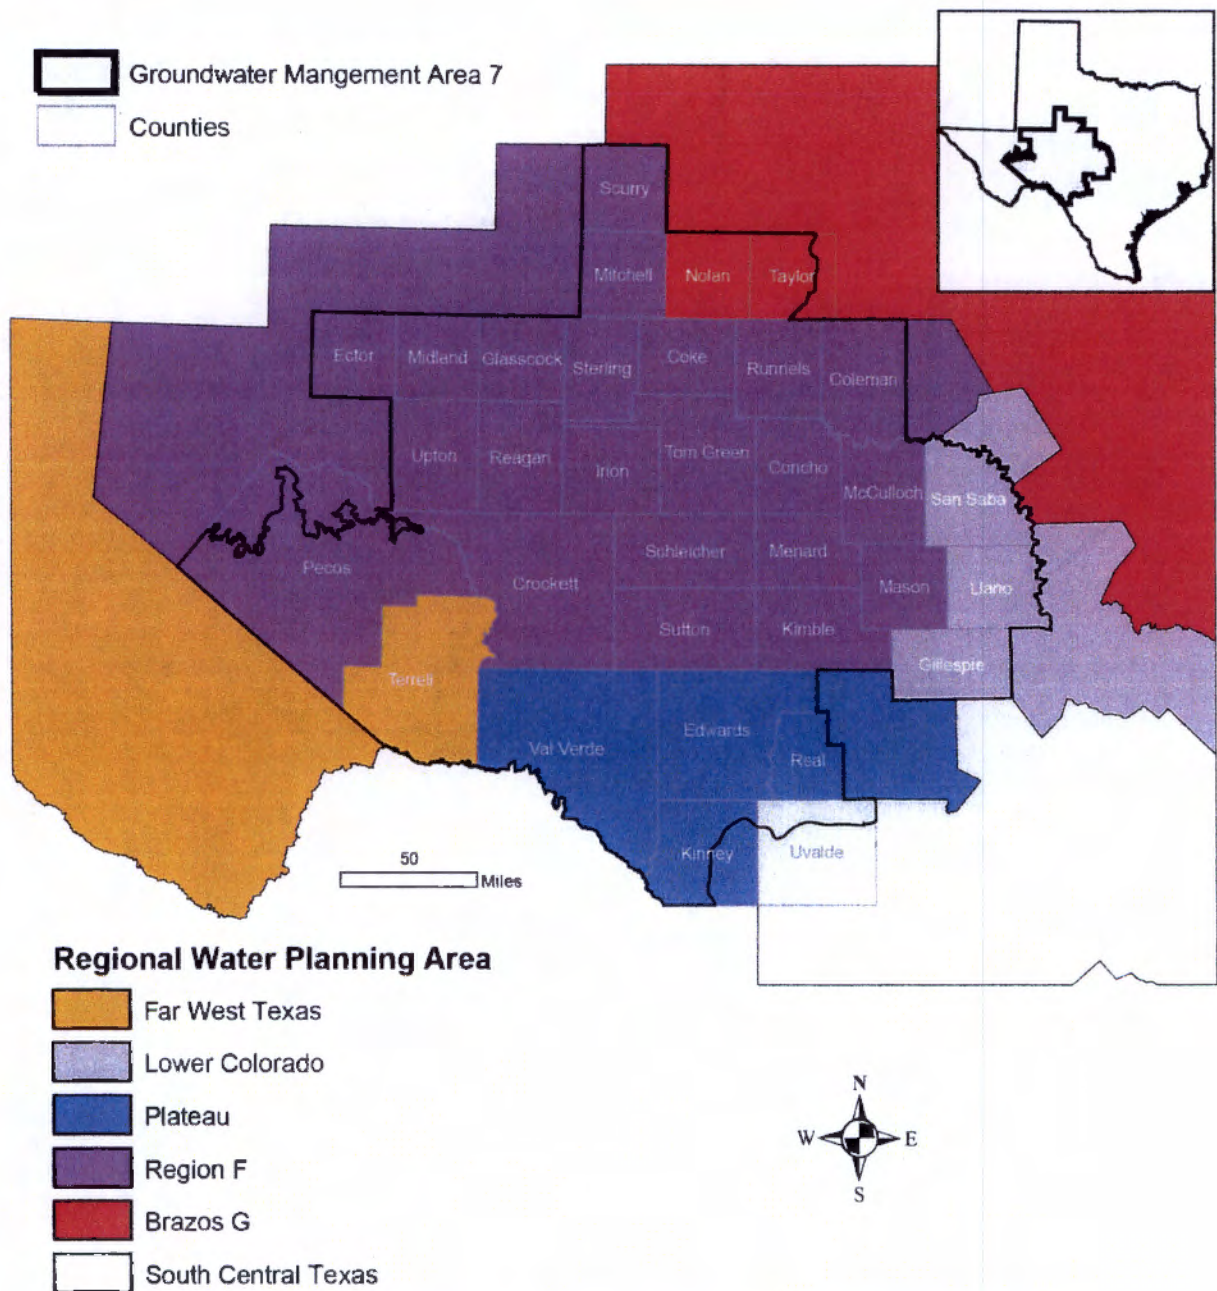 Groundwater Mangement Area 7
Counties
Scurry
Mitchell
Nolan
Taylor
Ector
Midland
Glasscock
Sterling
Coke
Runnels
Coleman
Upton
Reagan
Irion
Tom Green
Concho
McCulloch
San Saba
Pecos
Crockett
Schleicher
Menard
Mason
Llano
Sutton
Kimble
Gillespie
Terrell
Val Verde
Edwards
Real
Kinney
Uvalde
50
Miles
Regional Water Planning Area
Far West Texas
Lower Colorado
Plateau
Region F
Brazos G
South Central Texas
N
W
E
S